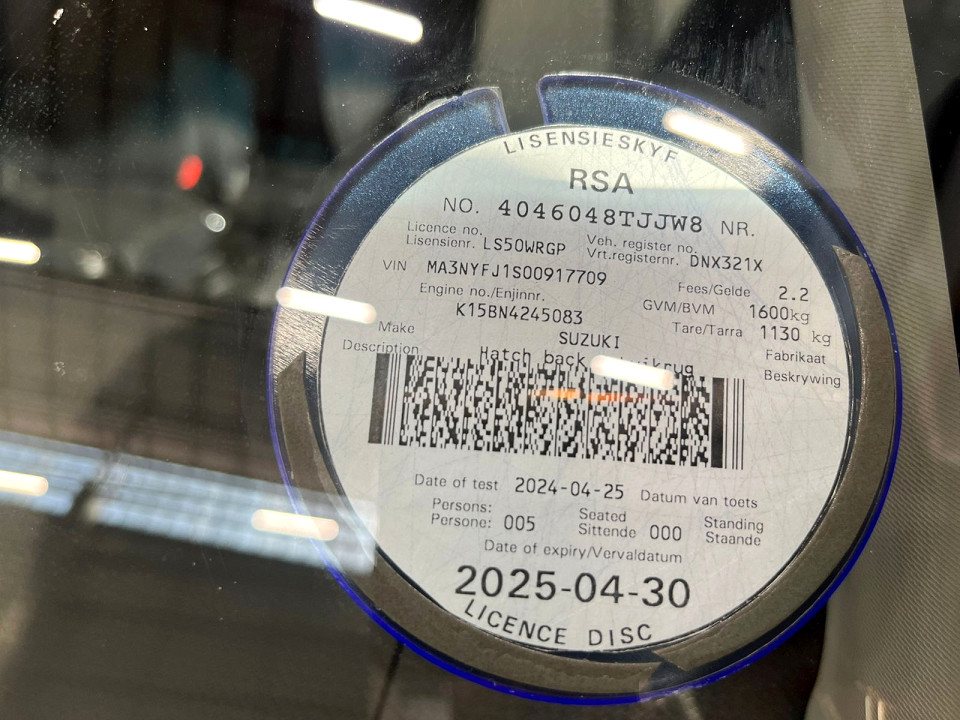 LISENSIESKYF
RSA
NO. 4046048TJJW8 NR.
Licence no. Veh. register no.
Lisensienr. LS50WRGP Vrt.registernr. DNX321X
VIN MA3NYFJ1S00917709 Fees/Gelde 2.2
Engine no./Enjinnr. GVM/BVM 1600kg
K15BN4245083 Tare/Tarra 1130 kg
Make SUZUKI Fabrikaat
Description Hatch back Beskrywing
Date of test 2024-04-25 Datum van toets
Persons: Seated Standing
Persone: 005 Sittende 000 Staande
Date of expiry/Vervaldatum
2025-04-30
LICENCE DISC